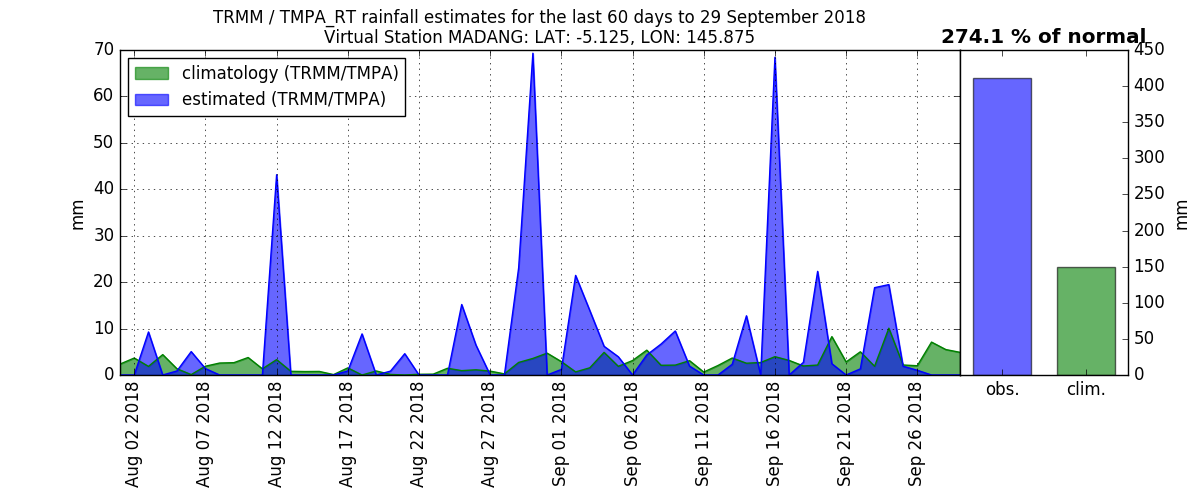 TRMM / TMPA_RT rainfall estimates for the last 60 days to 29 September 2018
Virtual Station MADANG: LAT: -5.125, LON: 145.875
274.1 % of normal
climatology (TRMM/TMPA)
estimated (TRMM/TMPA)
mm
70
60
50
40
30
20
10
0
Aug 02 2018
Aug 07 2018
Aug 12 2018
Aug 17 2018
Aug 22 2018
Aug 27 2018
Sep 01 2018
Sep 06 2018
Sep 11 2018
Sep 16 2018
Sep 21 2018
Sep 26 2018
obs.
clim.
450
400
350
300
250
200
150
100
50
0
mm